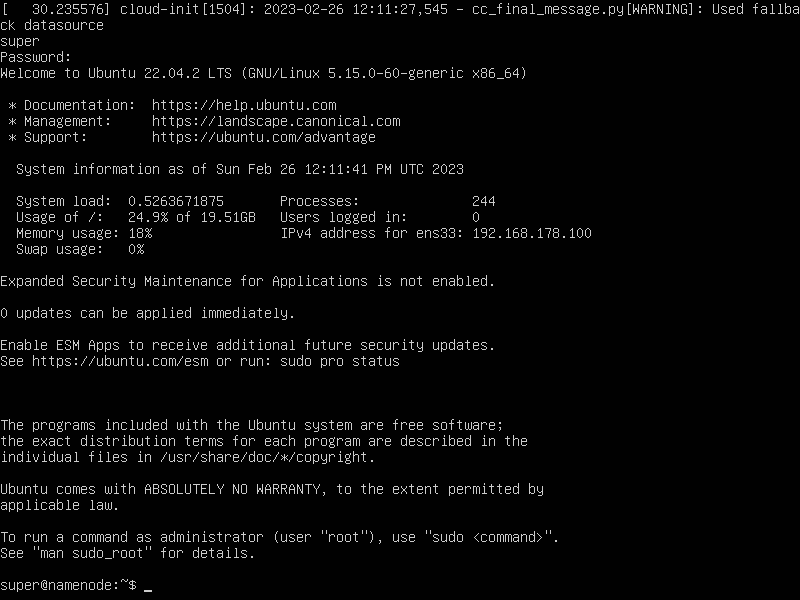 [   30.235576] cloud-init[1504]: 2023-02-26 12:11:27,545 - cc_final_message.py[WARNING]: Used fallba
ck datasource
super
Password:
Welcome to Ubuntu 22.04.2 LTS (GNU/Linux 5.15.0-60-generic x86_64)

 * Documentation:  https://help.ubuntu.com
 * Management:     https://landscape.canonical.com
 * Support:        https://ubuntu.com/advantage

  System information as of Sun Feb 26 12:11:41 PM UTC 2023

  System load:  0.5263671875       Processes:              244
  Usage of /:   24.9% of 19.51GB   Users logged in:        0
  Memory usage: 18%                IPv4 address for ens33: 192.168.178.100
  Swap usage:   0%

Expanded Security Maintenance for Applications is not enabled.

0 updates can be applied immediately.

Enable ESM Apps to receive additional future security updates.
See https://ubuntu.com/esm or run: sudo pro status

The programs included with the Ubuntu system are free software;
the exact distribution terms for each program are described in the
individual files in /usr/share/doc/*/copyright.

Ubuntu comes with ABSOLUTELY NO WARRANTY, to the extent permitted by
applicable law.

To run a command as administrator (user "root"), use "sudo <command>".
See "man sudo_root" for details.

super@namenode:~$ _